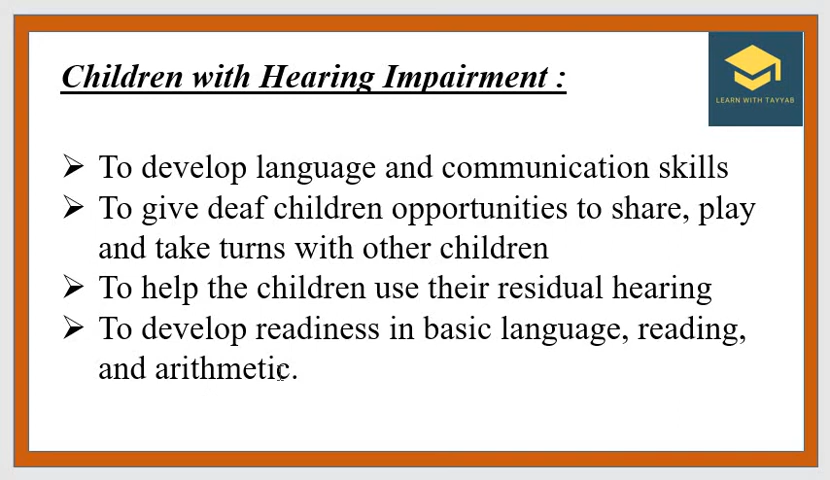 Children with Hearing Impairment :
LEARN WITH TAYYAB
➢ To develop language and communication skills
➢ To give deaf children opportunities to share, play
and take turns with other children
➢ To help the children use their residual hearing
➢ To develop readiness in basic language, reading,
and arithmetic.